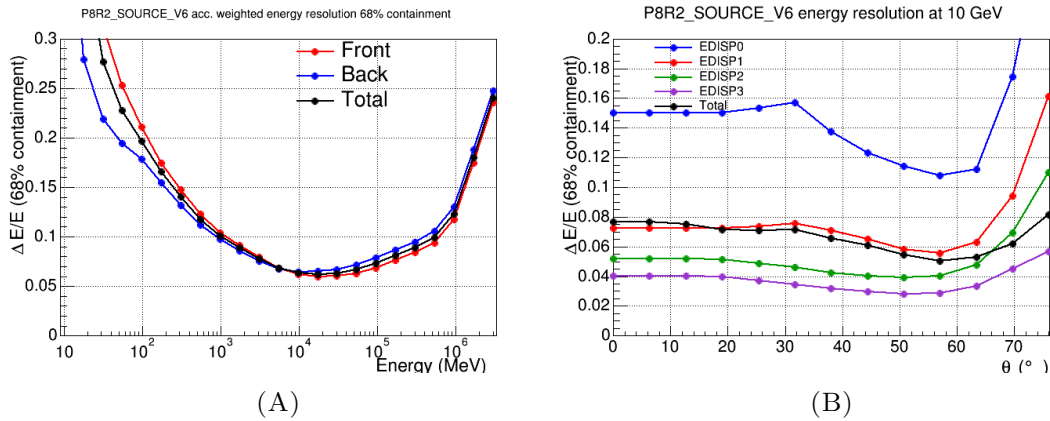 P8R2_SOURCE_V6 acc. weighted energy resolution 68% containment
Δ E/E (68% containment)
0.3
0.25
0.2
0.15
0.1
0.05
0
Front
Back
Total
10 10² 10³ 10⁴ 10⁵ 10⁶
Energy (MeV)
(A)
P8R2_SOURCE_V6 energy resolution at 10 GeV
Δ E/E (68% containment)
0.2
0.18
0.16
0.14
0.12
0.1
0.08
0.06
0.04
0.02
0
EDISP0
EDISP1
EDISP2
EDISP3
Total
0 10 20 30 40 50 60 70
θ (°)
(B)